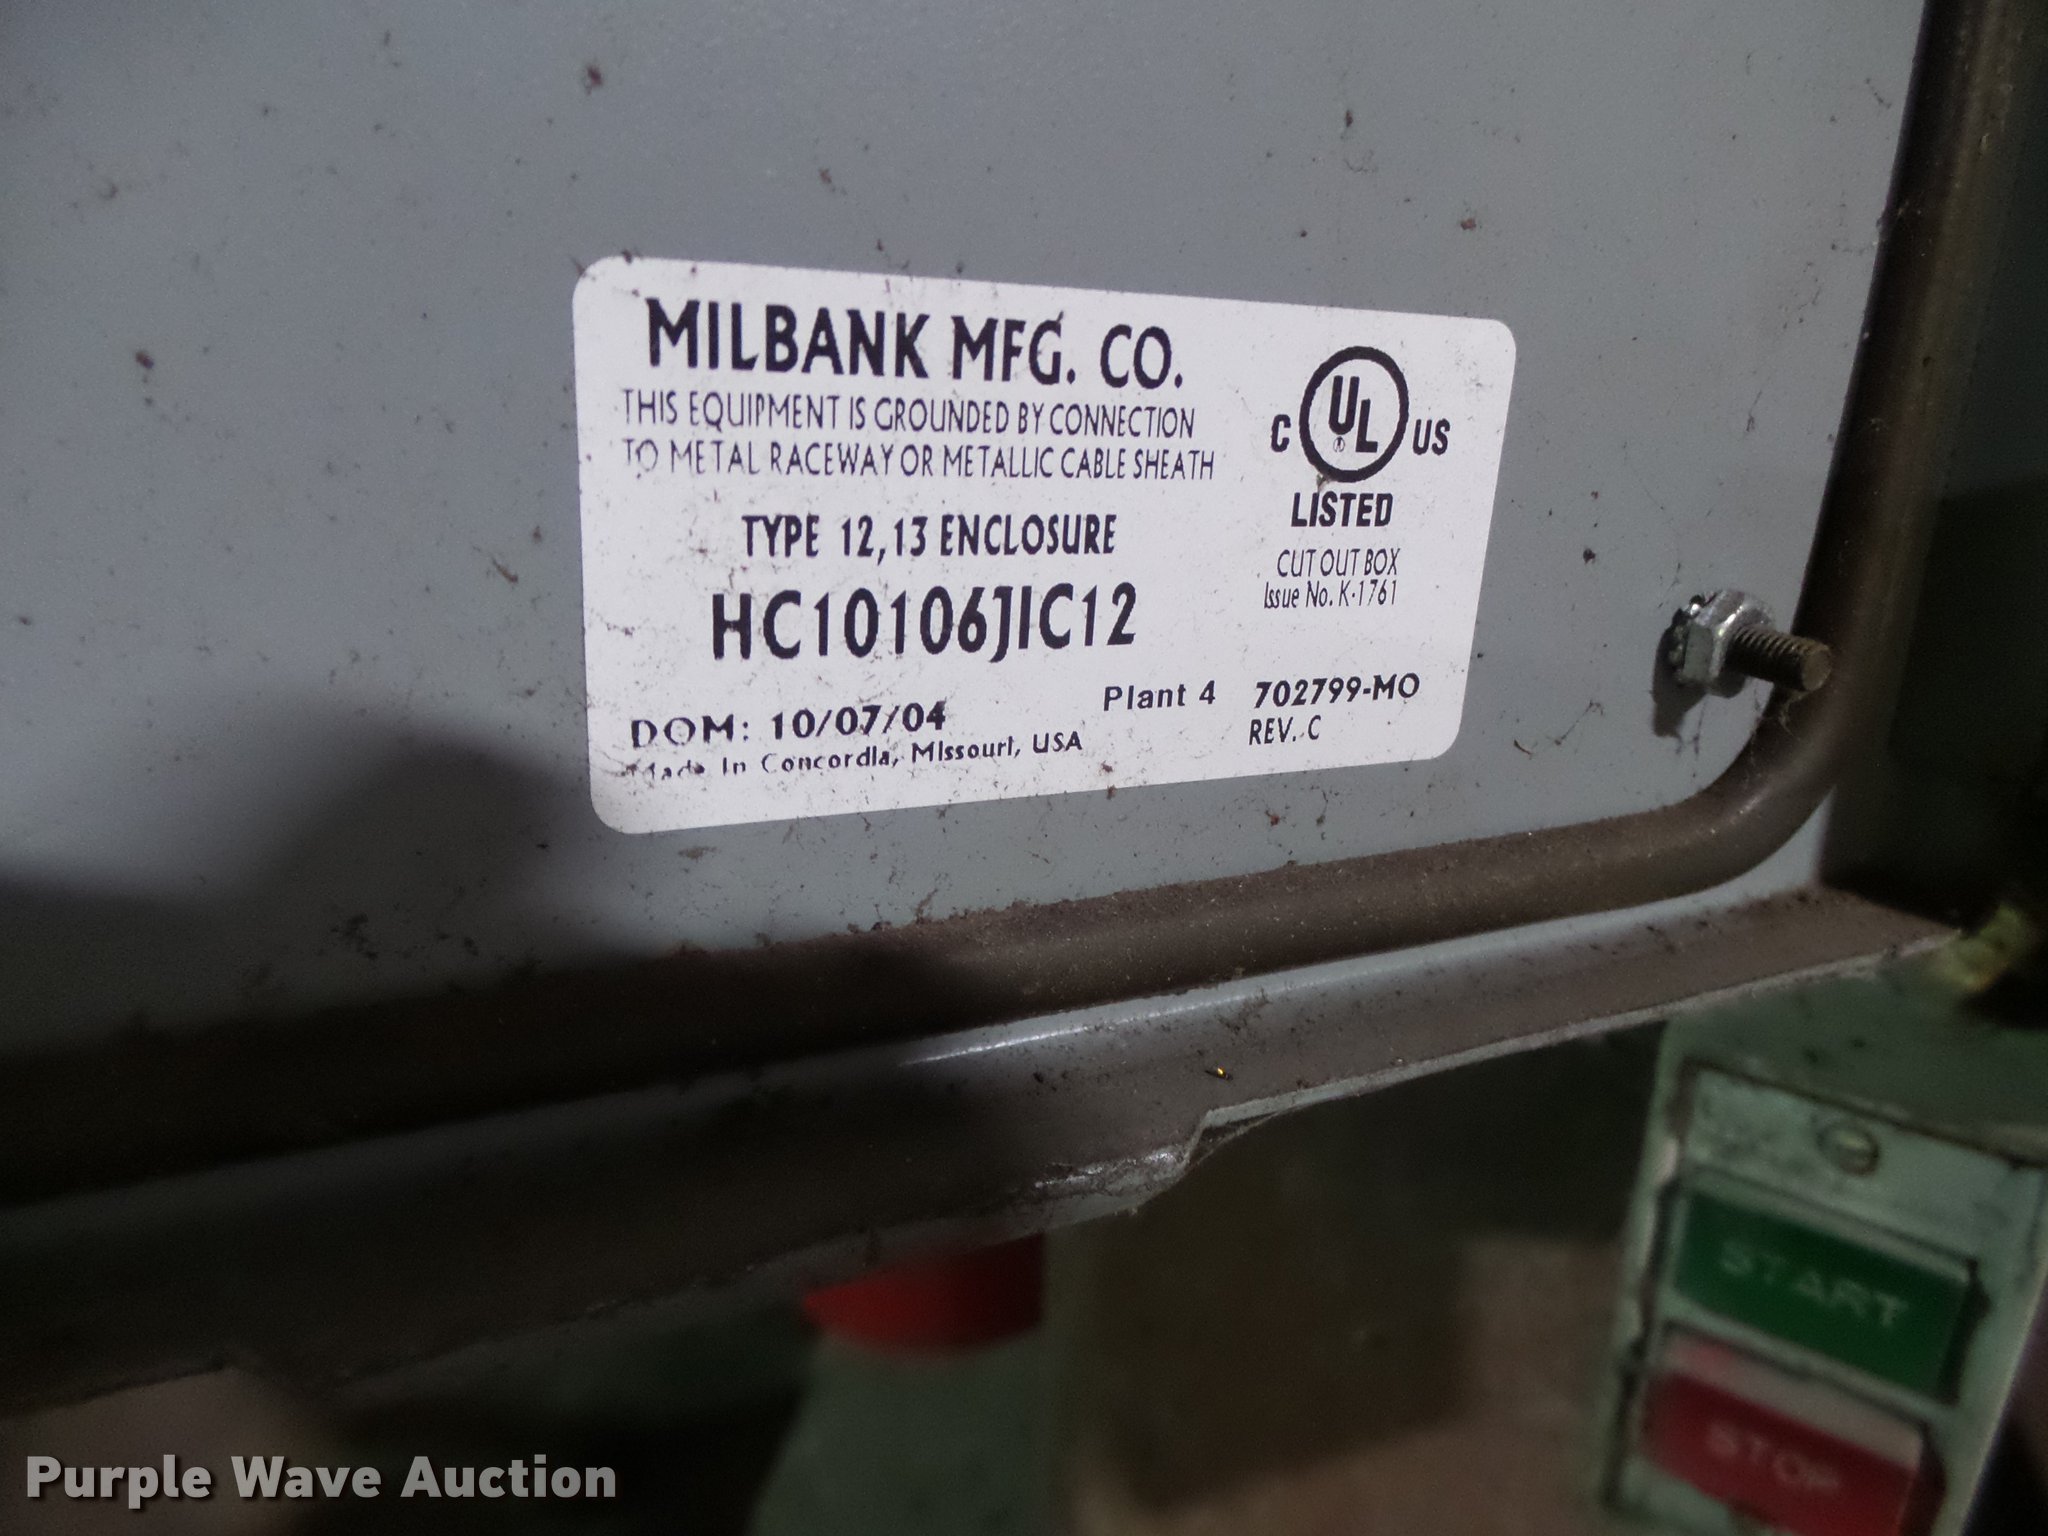 MILBANK MFG. CO.
THIS EQUIPMENT IS GROUNDED BY CONNECTION
TO METAL RACEWAY OR METALLIC CABLE SHEATH
TYPE 12,13 ENCLOSURE
HC10106JIC12
C UL US
LISTED
CUT OUT BOX
Issue No. K-1761
DOM: 10/07/04
Made In Concordia, Missouri, USA
Plant 4
702799-MO
REV. C
START
STOP
Purple Wave Auction